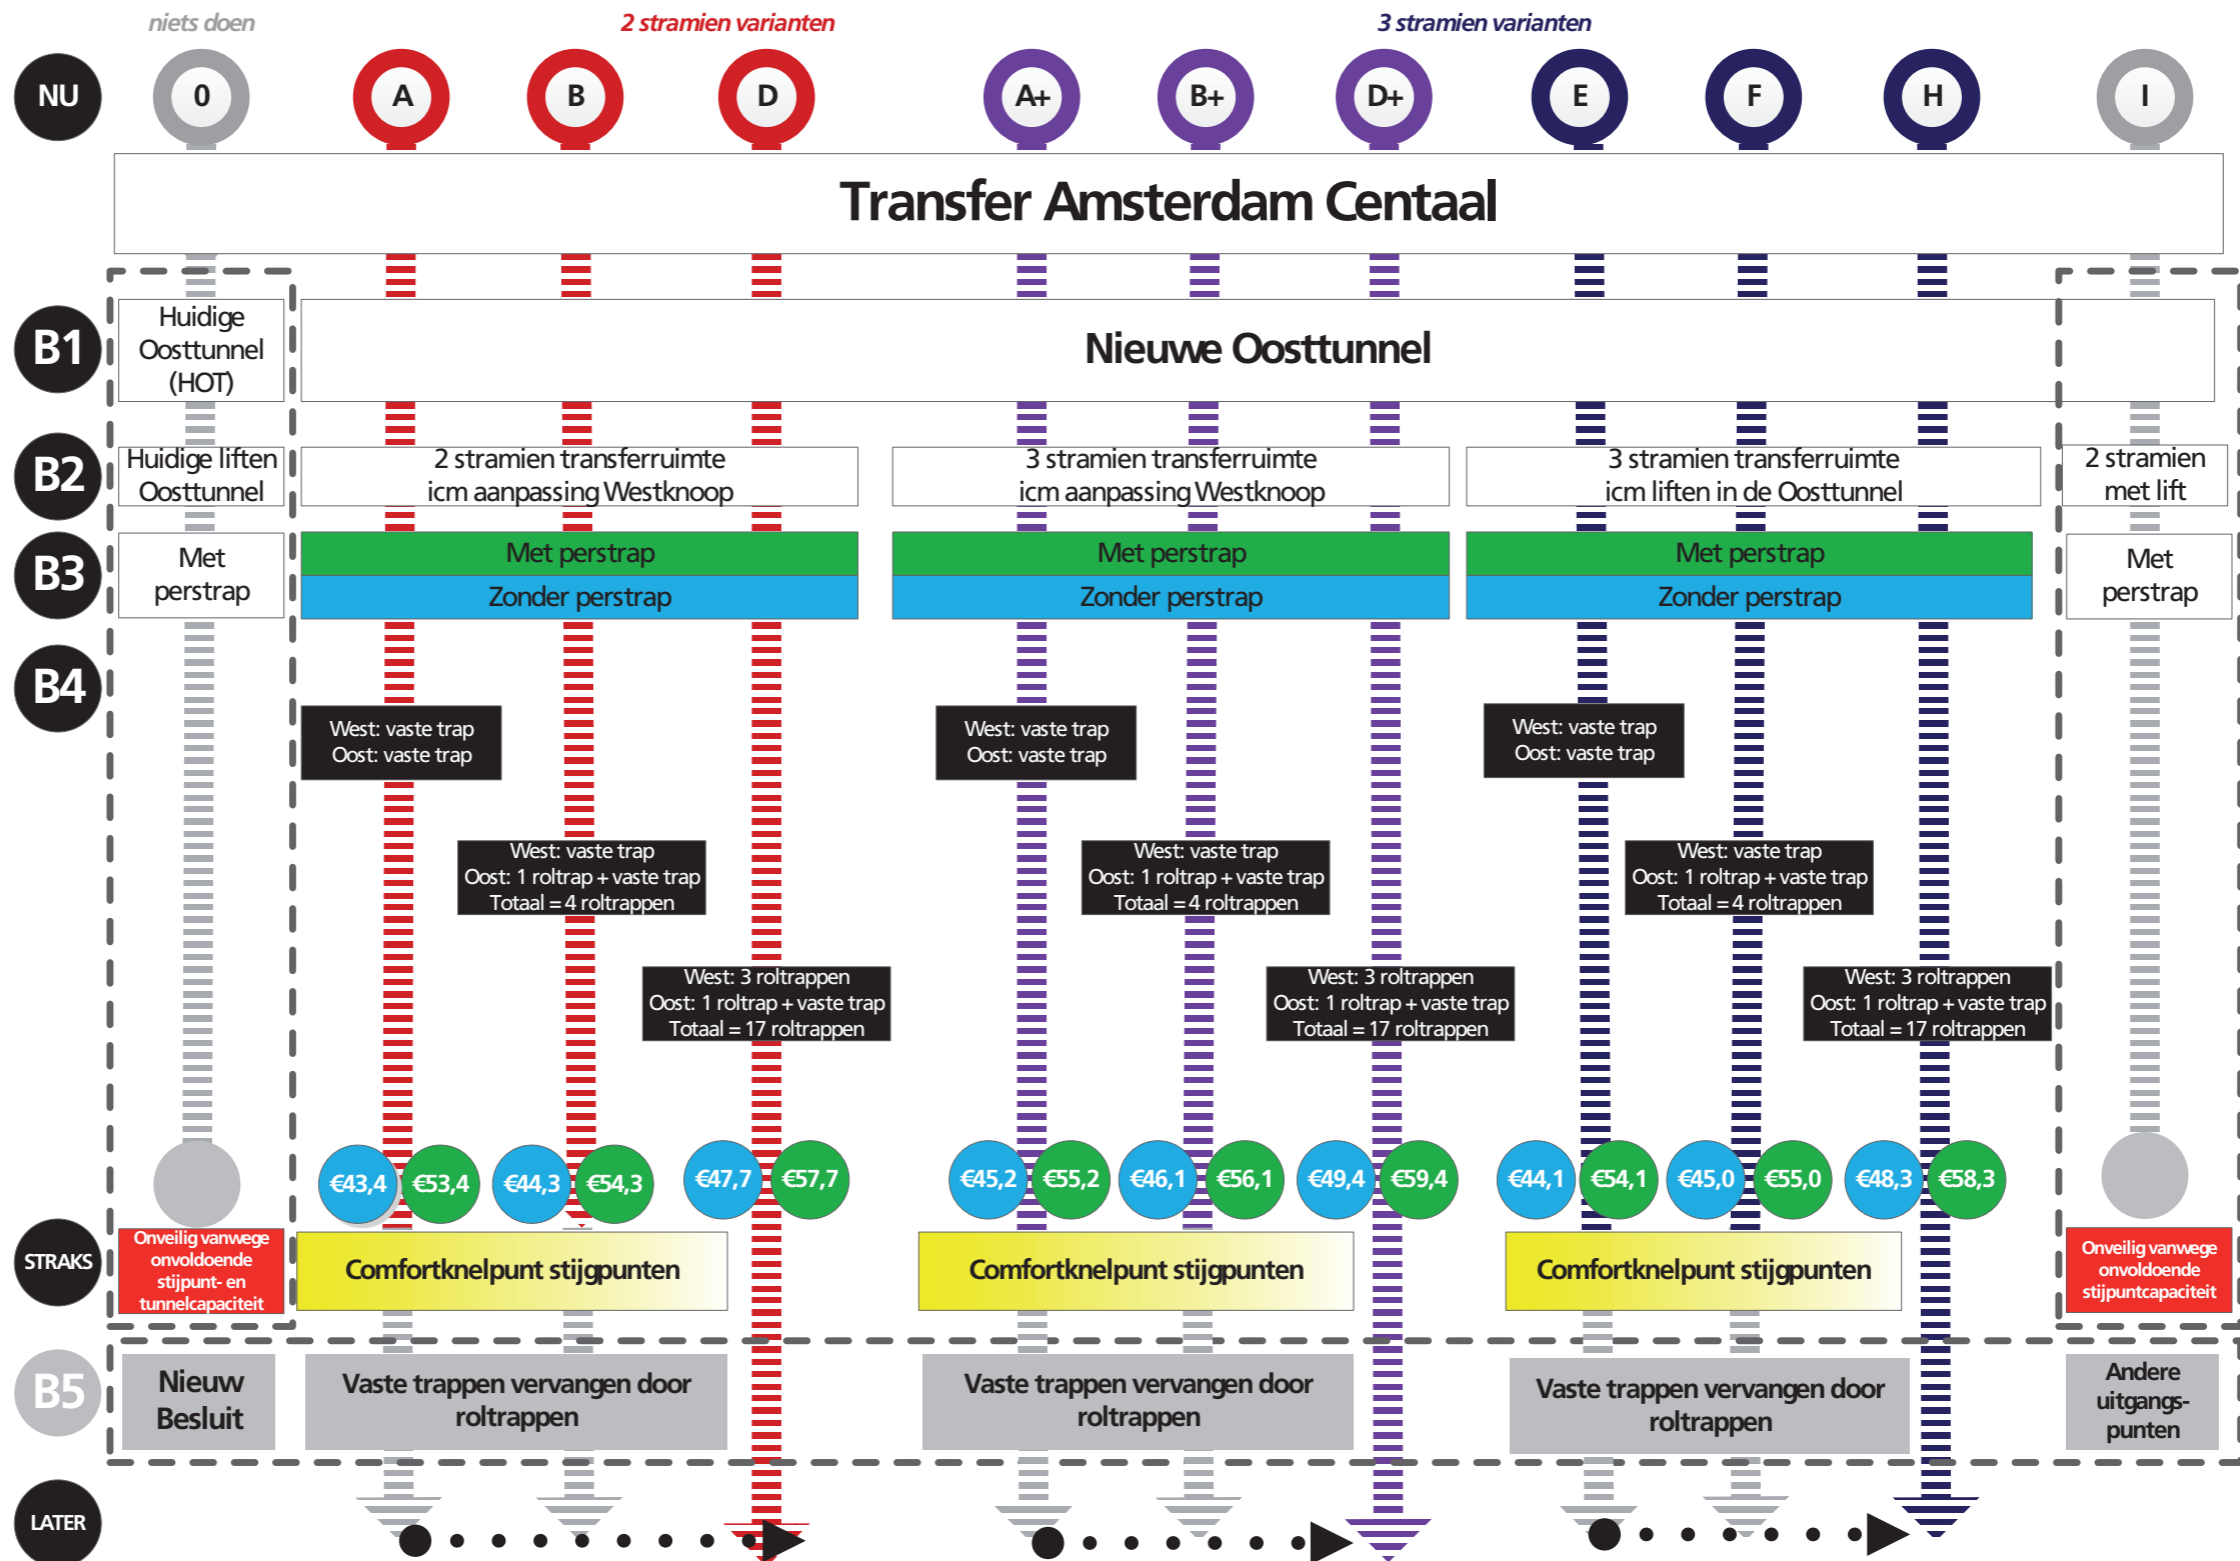 niets doen
2 stramien varianten
3 stramien varianten
NU
0
A
B
D
A+
B+
D+
E
F
H
I
Transfer Amsterdam Centaal
B1
Huidige
Oosttunnel
(HOT)
Nieuwe Oosttunnel
B2
Huidige liften
Oosttunnel
2 stramien transferruimte
icm aanpassing Westknoop
3 stramien transferruimte
icm aanpassing Westknoop
3 stramien transferruimte
icm liften in de Oosttunnel
2 stramien
met lift
B3
Met
perstrap
Met perstrap
Zonder perstrap
Met perstrap
Zonder perstrap
Met perstrap
Zonder perstrap
Met
perstrap
B4
West: vaste trap
Oost: vaste trap
West: vaste trap
Oost: vaste trap
West: vaste trap
Oost: vaste trap
West: vaste trap
Oost: 1 roltrap + vaste trap
Totaal = 4 roltrappen
West: vaste trap
Oost: 1 roltrap + vaste trap
Totaal = 4 roltrappen
West: vaste trap
Oost: 1 roltrap + vaste trap
Totaal = 4 roltrappen
West: 3 roltrappen
Oost: 1 roltrap + vaste trap
Totaal = 17 roltrappen
West: 3 roltrappen
Oost: 1 roltrap + vaste trap
Totaal = 17 roltrappen
West: 3 roltrappen
Oost: 1 roltrap + vaste trap
Totaal = 17 roltrappen
€43,4
€53,4
€44,3
€54,3
€47,7
€57,7
€45,2
€55,2
€46,1
€56,1
€49,4
€59,4
€44,1
€54,1
€45,0
€55,0
€48,3
€58,3
STRAKS
Onveilig vanwege
onvoldoende
stijpunt- en
tunnelcapaciteit
Comfortknelpunt stijgpunten
Comfortknelpunt stijgpunten
Comfortknelpunt stijgpunten
Onveilig vanwege
onvoldoende
stijpuntcapaciteit
B5
Nieuw
Besluit
Vaste trappen vervangen door
roltrappen
Vaste trappen vervangen door
roltrappen
Vaste trappen vervangen door
roltrappen
Andere
uitgangs-
punten
LATER